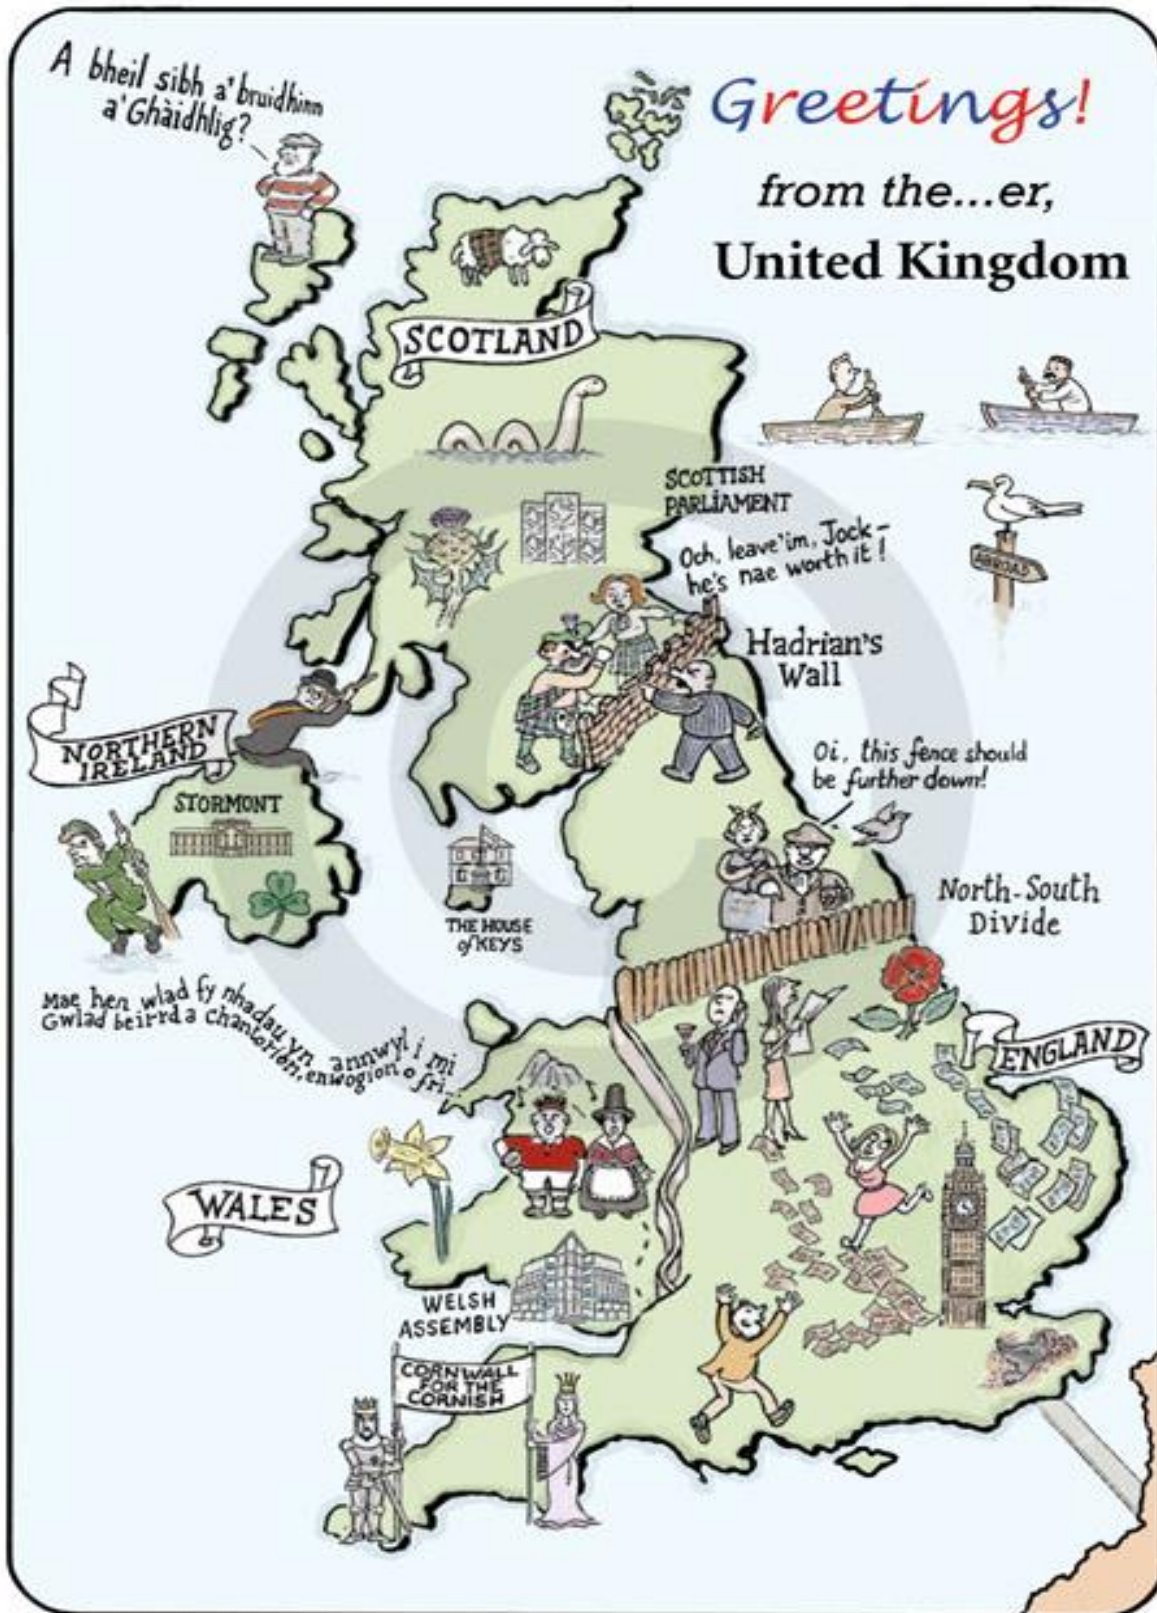 A bheil sibh a' bruidhinn
a' Ghàidhlig?
Greetings!
from the...er,
United Kingdom
SCOTLAND
SCOTTISH
PARLIAMENT
Och, leave 'im, Jock –
he's nae worth it!
ABROAD
Hadrian's
Wall
NORTHERN
IRELAND
STORMONT
Oi, this fence should
be further down!
THE HOUSE
of KEYS
North-South
Divide
Mae hen wlad fy nhadau yn annwyl i mi
Gwlad beirrd a chantorion, enwogion o fri...
ENGLAND
WALES
WELSH
ASSEMBLY
CORNWALL
FOR THE
CORNISH